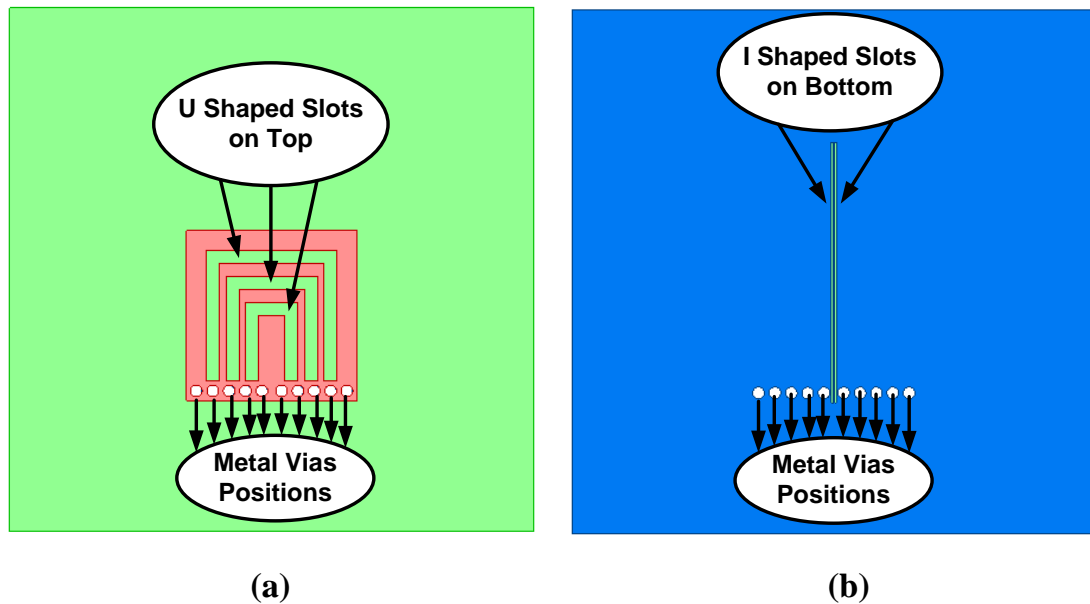 U Shaped Slots
on Top
Metal Vias
Positions
(a)
I Shaped Slots
on Bottom
Metal Vias
Positions
(b)